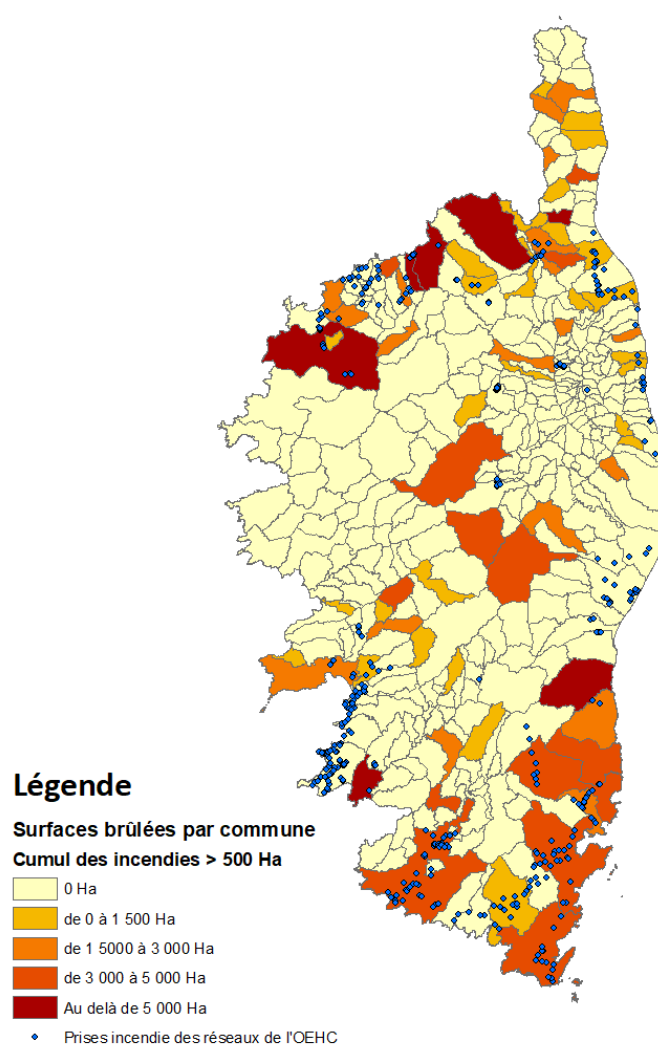 Légende
Surfaces brûlées par commune
Cumul des incendies > 500 Ha
0 Ha
de 0 à 1 500 Ha
de 1 5000 à 3 000 Ha
de 3 000 à 5 000 Ha
Au delà de 5 000 Ha
Prises incendie des réseaux de l'OEHC